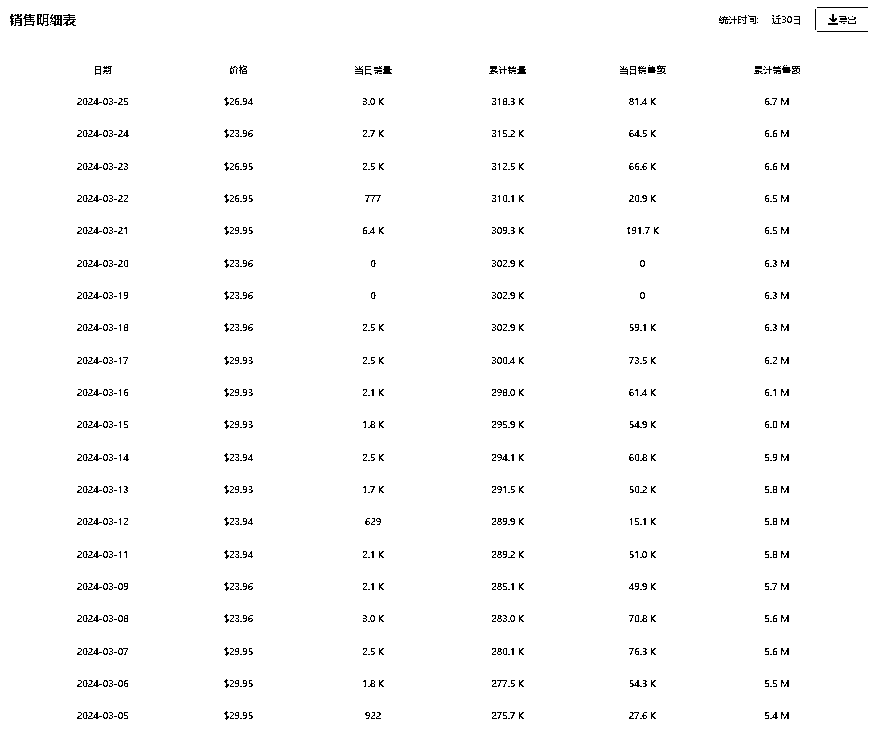 销售明细表 统计时间: 近30日 导出
日期 价格 当日销量 累计销量 当日销售额 累计销售额
2024-03-25 $26.94 3.0 K 318.3 K 81.4 K 6.7 M
2024-03-24 $23.96 2.7 K 315.2 K 64.5 K 6.6 M
2024-03-23 $26.95 2.5 K 312.5 K 66.6 K 6.6 M
2024-03-22 $26.95 777 310.1 K 20.9 K 6.5 M
2024-03-21 $29.95 6.4 K 309.3 K 191.7 K 6.5 M
2024-03-20 $23.96 0 302.9 K 0 6.3 M
2024-03-19 $23.96 0 302.9 K 0 6.3 M
2024-03-18 $23.96 2.5 K 302.9 K 59.1 K 6.3 M
2024-03-17 $29.93 2.5 K 300.4 K 73.5 K 6.2 M
2024-03-16 $29.93 2.1 K 298.0 K 61.4 K 6.1 M
2024-03-15 $29.93 1.8 K 295.9 K 54.9 K 6.0 M
2024-03-14 $23.94 2.5 K 294.1 K 60.8 K 5.9 M
2024-03-13 $29.93 1.7 K 291.5 K 50.2 K 5.8 M
2024-03-12 $23.94 629 289.9 K 15.1 K 5.8 M
2024-03-11 $23.94 2.1 K 289.2 K 51.0 K 5.8 M
2024-03-09 $23.96 2.1 K 285.1 K 49.9 K 5.7 M
2024-03-08 $23.96 3.0 K 283.0 K 70.8 K 5.6 M
2024-03-07 $29.95 2.5 K 280.1 K 76.3 K 5.6 M
2024-03-06 $29.95 1.8 K 277.5 K 54.3 K 5.5 M
2024-03-05 $29.95 922 275.7 K 27.6 K 5.4 M